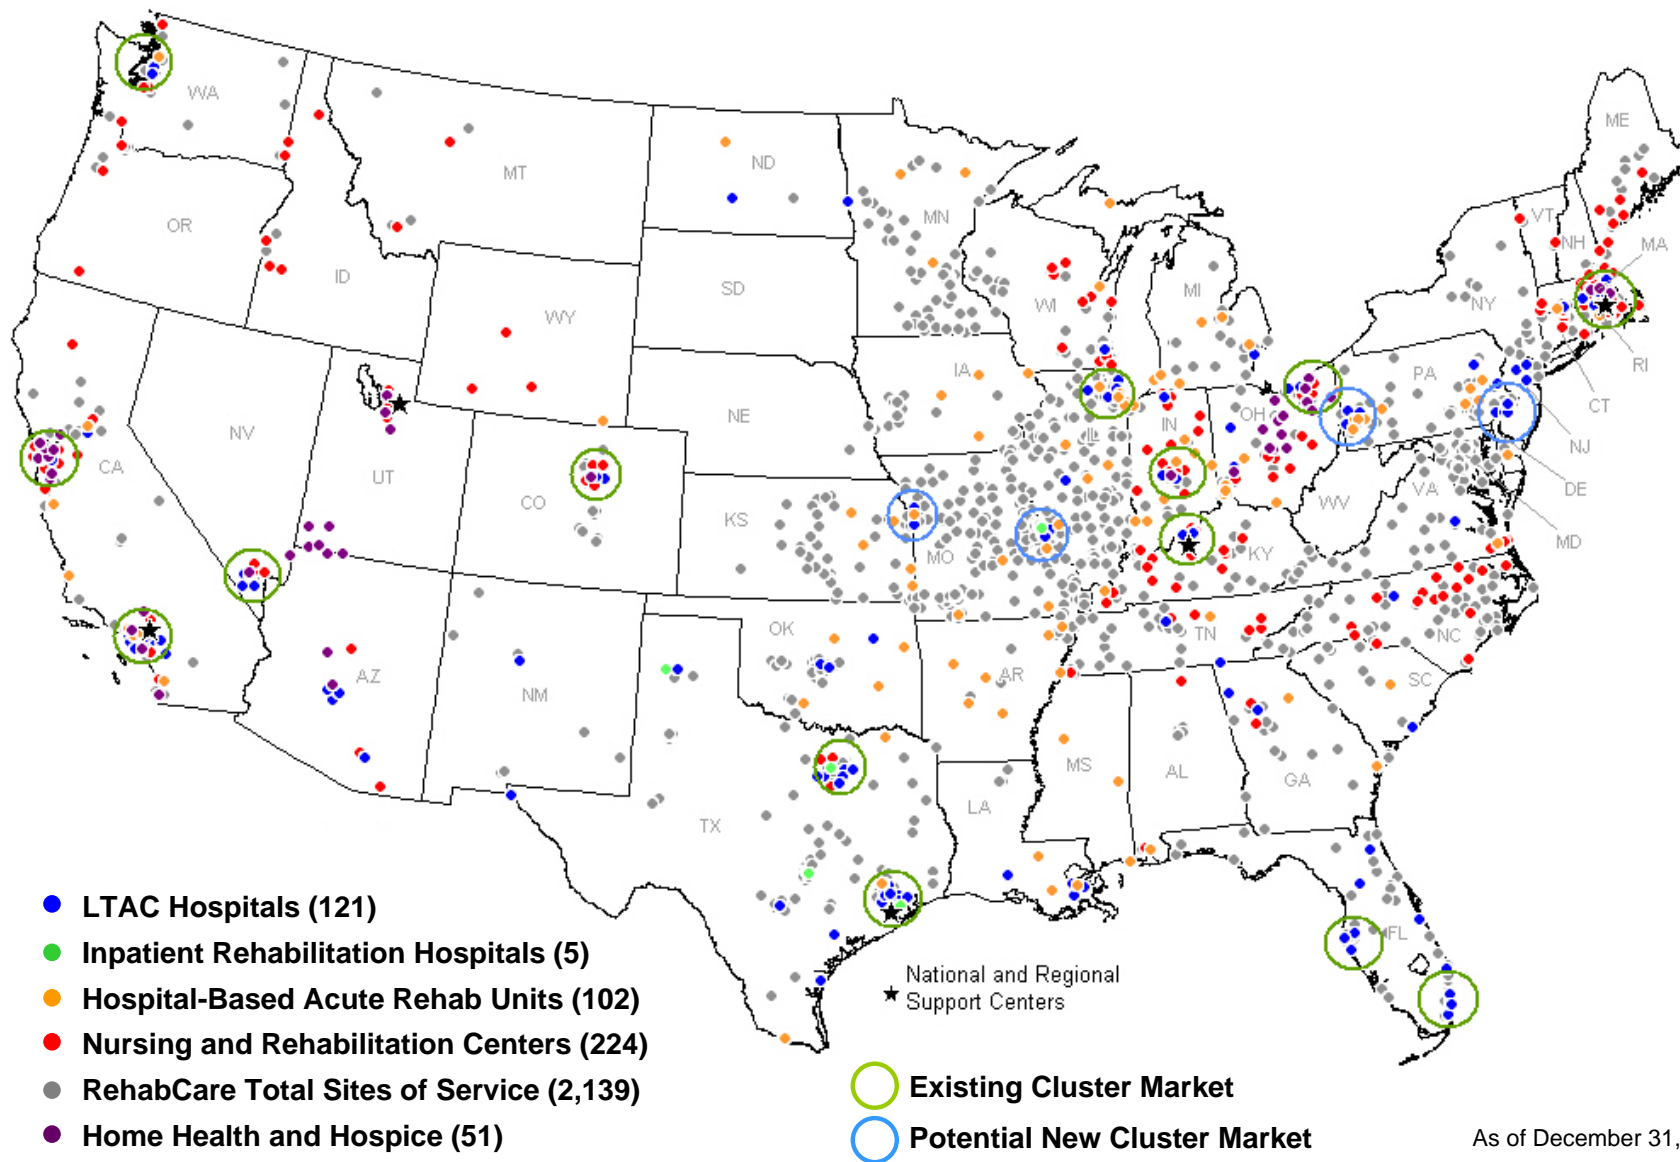 WA
ME
MT
ND
VT
MN
OR
NH
MA
ID
SD
MI
WI
NY
WY
RI
IA
PA
CT
NE
OH
IN
NV
IL
NJ
CA
UT
DE
CO
VA
WV
KS
MD
MO
KY
OK
TN
NC
AZ
AR
SC
NM
MS
AL
GA
LA
TX
FL
LTAC Hospitals (121)
Inpatient Rehabilitation Hospitals (5)
Hospital-Based Acute Rehab Units (102)
Nursing and Rehabilitation Centers (224)
RehabCare Total Sites of Service (2,139)
Home Health and Hospice (51)
National and Regional
Support Centers
Existing Cluster Market
Potential New Cluster Market
As of December 31,